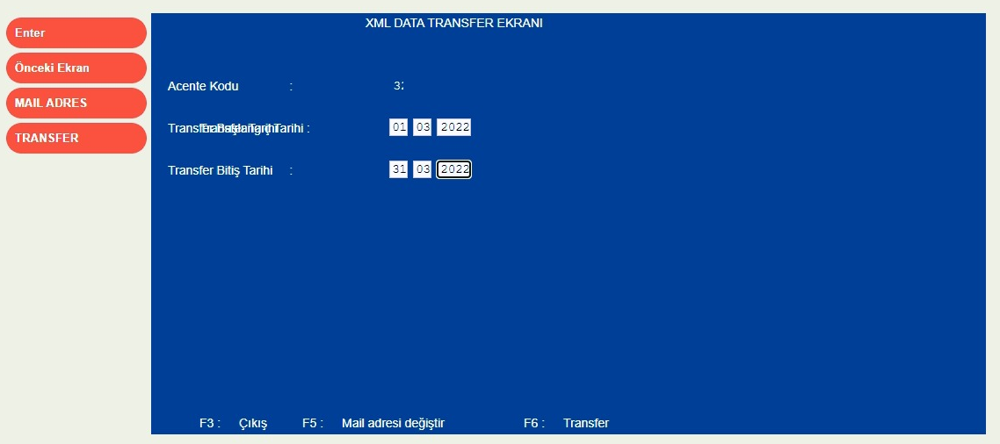 XML DATA TRANSFER EKRANI
Enter
Önceki Ekran
MAIL ADRES
TRANSFER
Acente Kodu :
Transfer Başlangıç Tarihi : 01 03 2022
Transfer Bitiş Tarihi : 31 03 2022
F3 : Çıkış F5 : Mail adresi değiştir F6 : Transfer